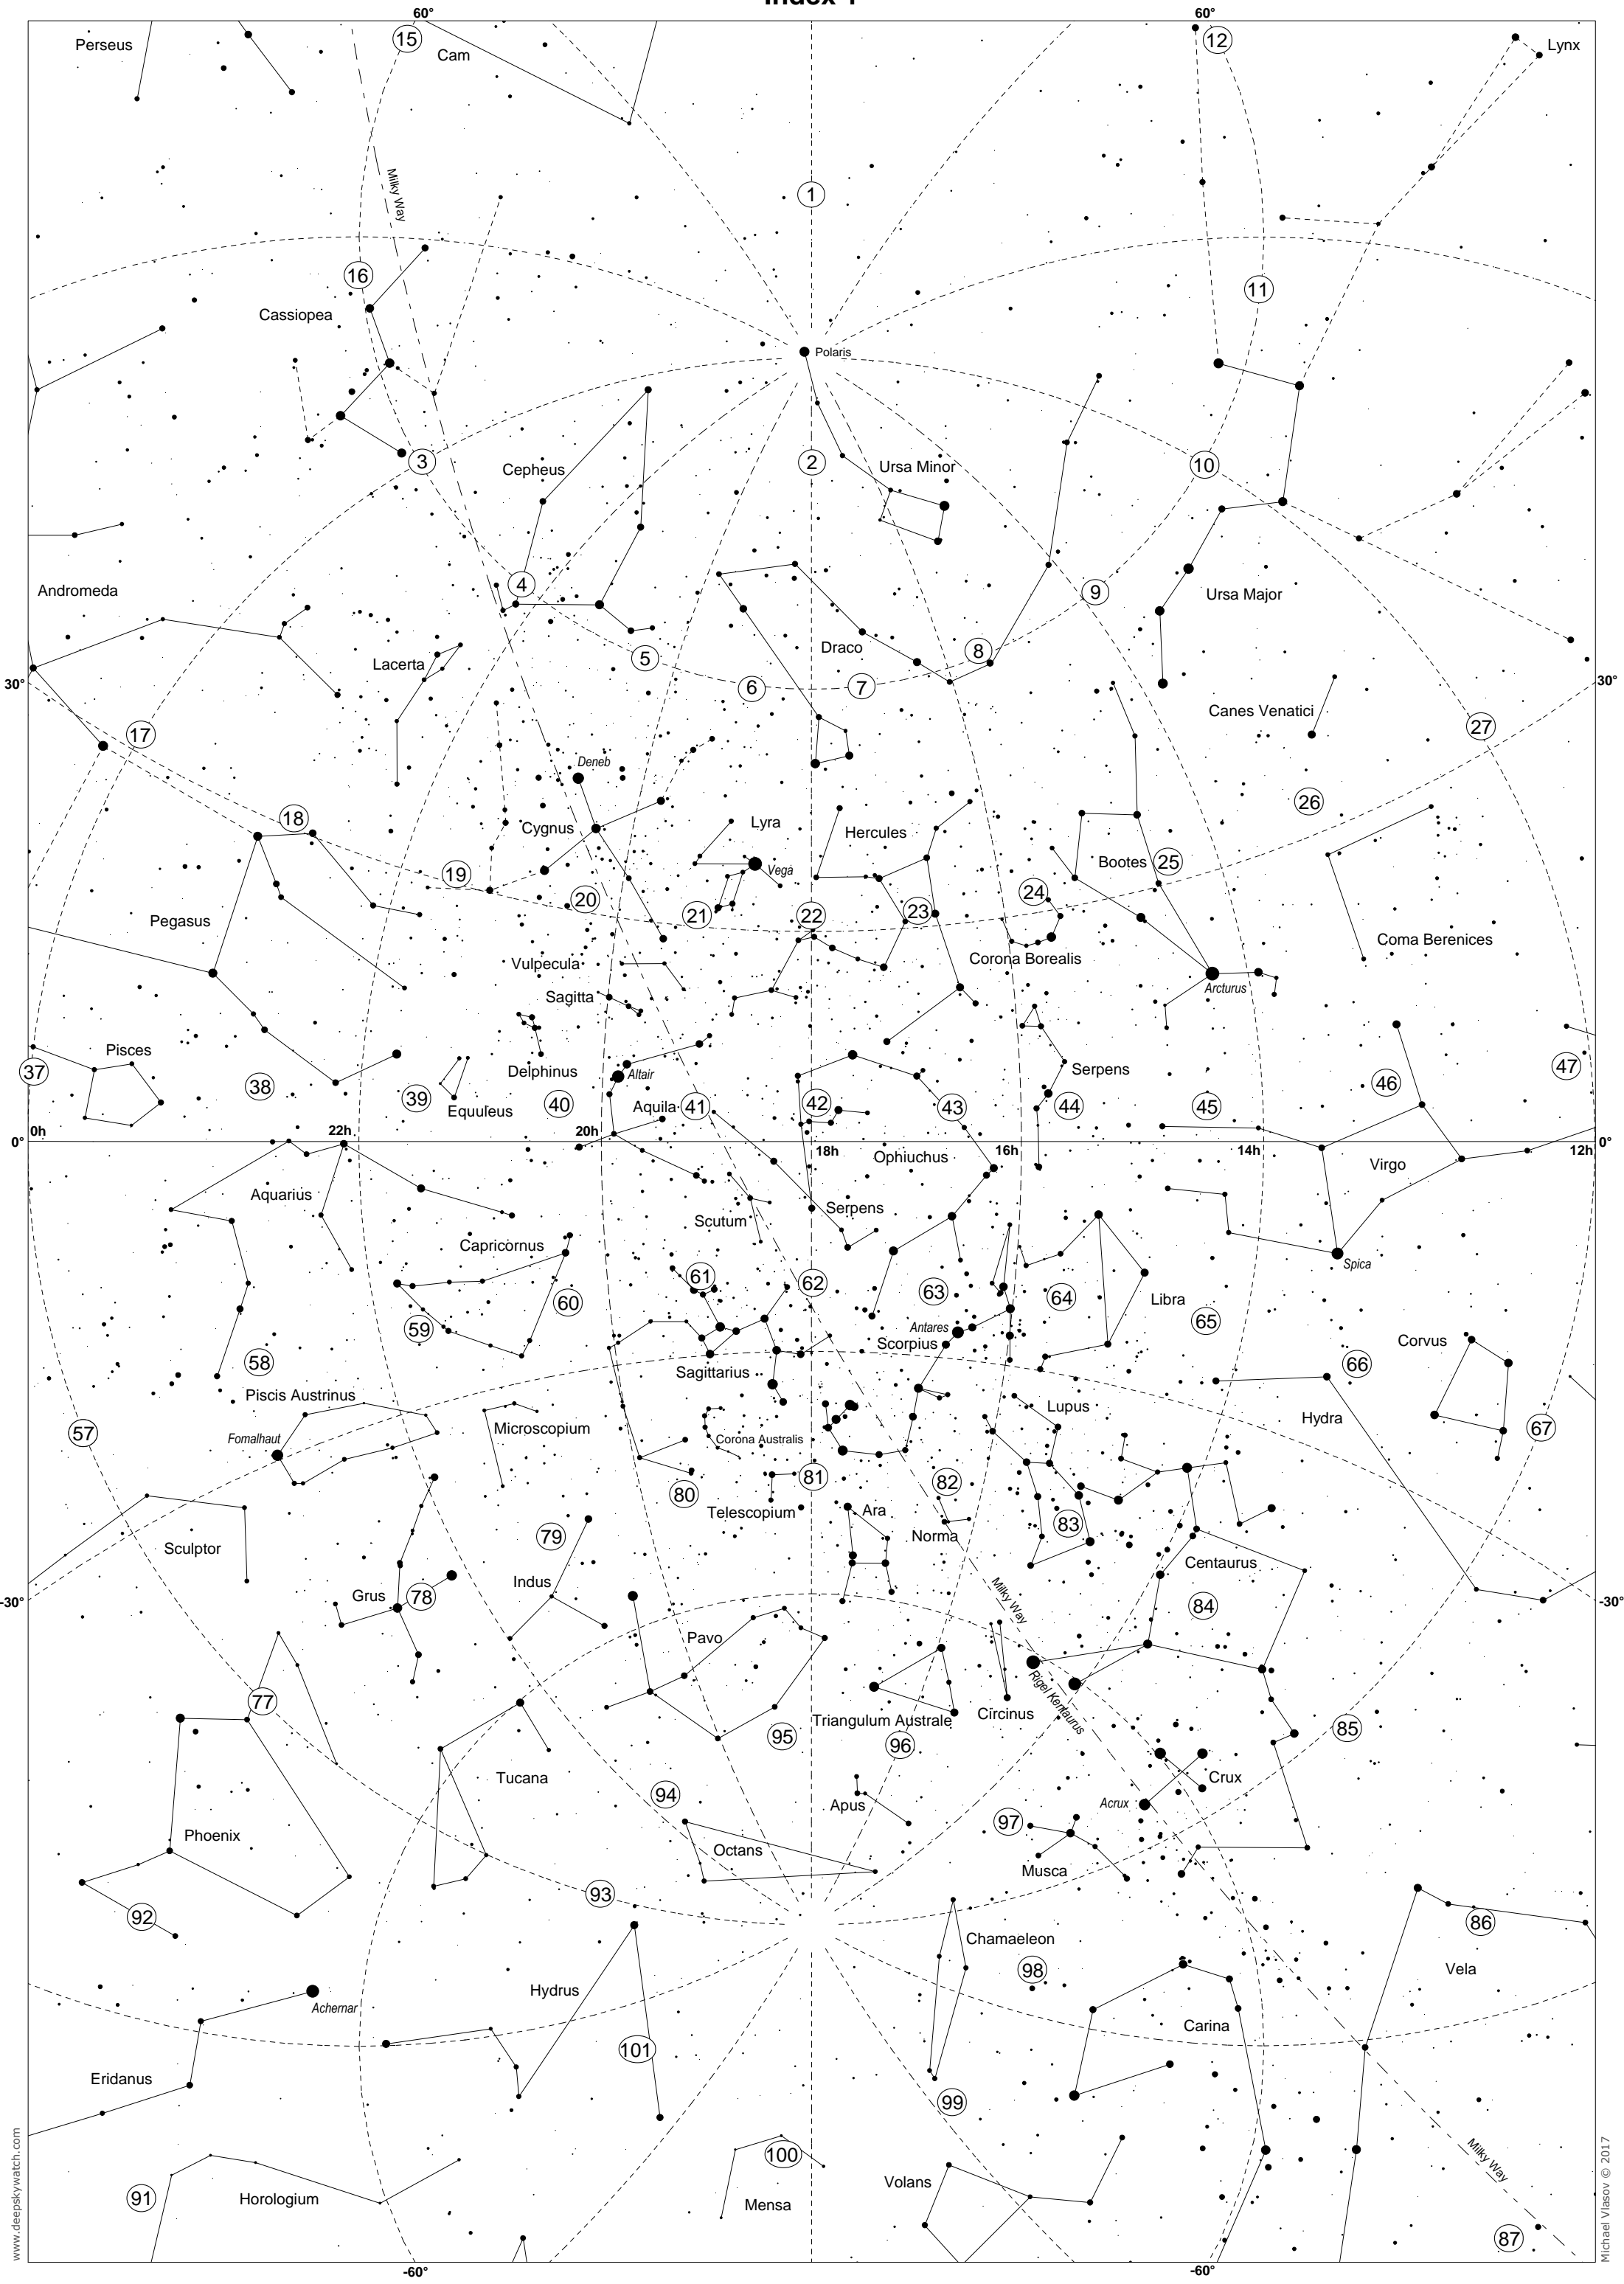 Index 1
60°
60°
Perseus
15
Cam
12
Lynx
Milky Way
1
16
11
Cassiopea
Polaris
3
Cepheus
2
Ursa Minor
10
4
9
Andromeda
Ursa Major
Draco
8
5
Lacerta
6
7
30°
30°
Canes Venatici
17
27
Deneb
26
18
Cygnus
Lyra
Hercules
Bootes
25
19
Vega
20
24
21
22
23
Pegasus
Coma Berenices
Vulpecula
Corona Borealis
Sagitta
Arcturus
Pisces
37
Delphinus
Altair
Serpens
47
38
39
Equuleus
40
Aquila
41
42
43
44
45
46
0°
0h
22h
20h
18h
16h
14h
12h
0°
Ophiuchus
Virgo
Aquarius
Scutum
Serpens
Capricornus
Spica
61
62
63
64
Libra
60
59
65
Antares
Scorpius
Corvus
58
Sagittarius
66
Piscis Austrinus
Lupus
Hydra
57
Fomalhaut
Microscopium
Corona Australis
67
81
80
82
Telescopium
Ara
Norma
83
79
Sculptor
Centaurus
Indus
Grus
78
Milky Way
84
-30°
-30°
Pavo
77
Rigel Kentaurus
Triangulum Australe
Circinus
95
96
85
Tucana
Crux
94
Apus
Acrux
97
Phoenix
Octans
Musca
93
92
86
Chamaeleon
98
Vela
Hydrus
Achernar
Carina
101
Eridanus
99
100
Milky Way
Volans
91
Horologium
Mensa
87
-60°
-60°
www.deepskywatch.com
Michael Vlasov © 2017